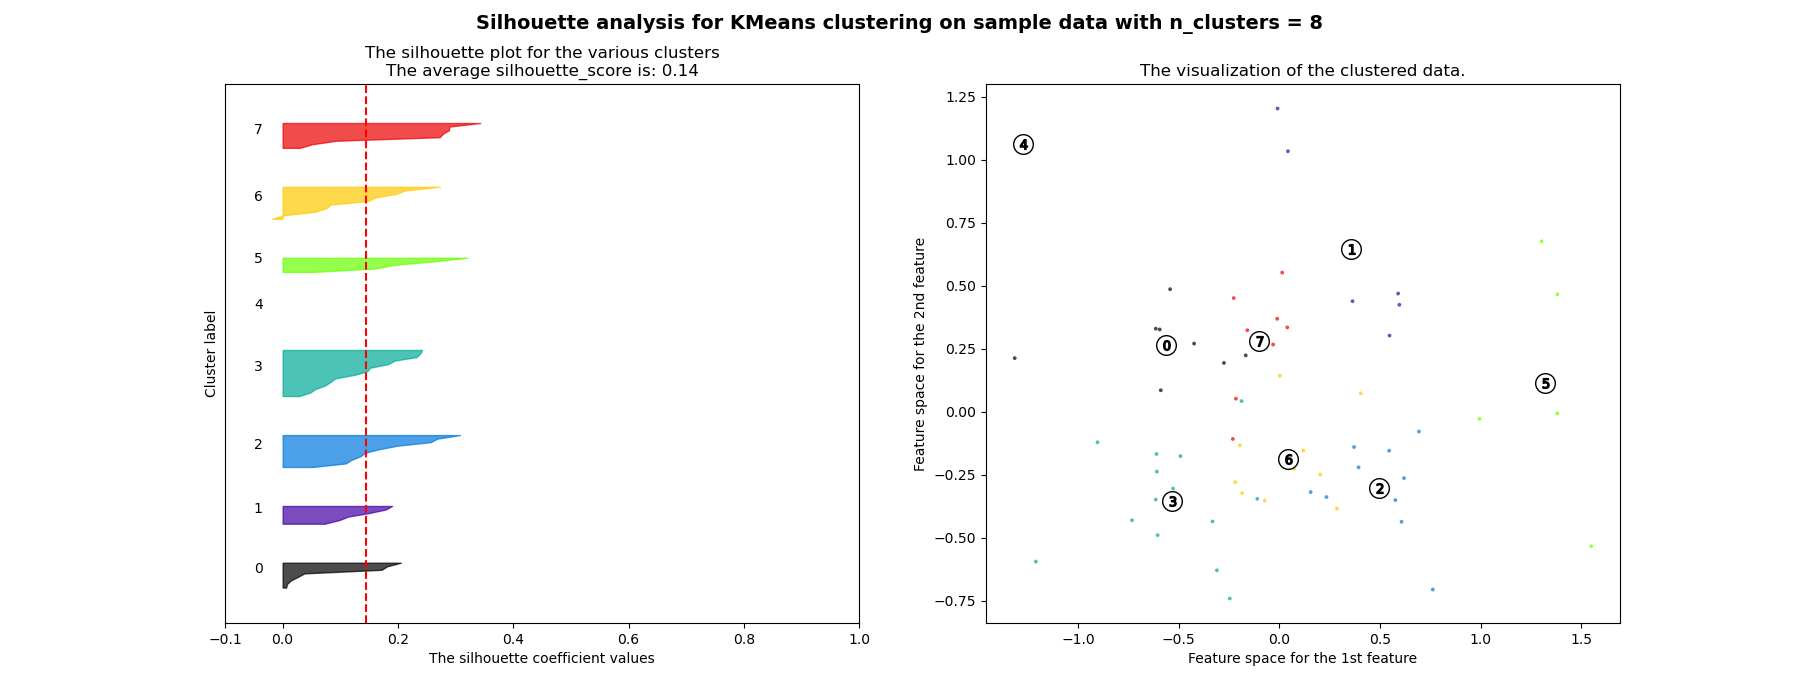 Silhouette analysis for KMeans clustering on sample data with n_clusters = 8
The silhouette plot for the various clusters
The average silhouette_score is: 0.14
7
6
5
4
3
2
1
0
Cluster label
−0.1 0.0 0.2 0.4 0.6 0.8 1.0
The silhouette coefficient values
The visualization of the clustered data.
1.25
1.00
0.75
0.50
0.25
0.00
−0.25
−0.50
−0.75
Feature space for the 2nd feature
4
1
7
0
5
6
2
3
−1.0 −0.5 0.0 0.5 1.0 1.5
Feature space for the 1st feature